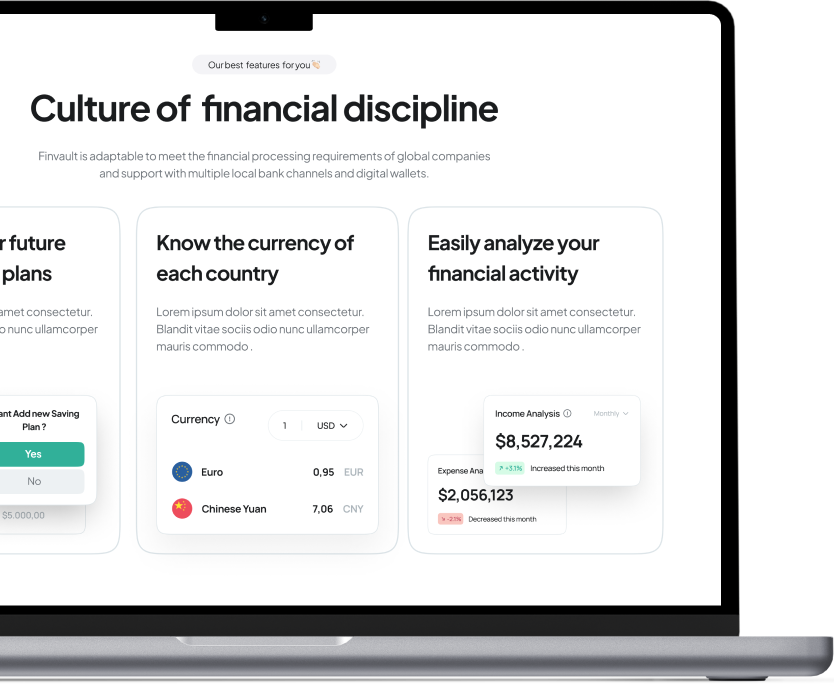 Our best features for you 👏🏻
Culture of financial discipline
Finvault is adaptable to meet the financial processing requirements of global companies
and support with multiple local bank channels and digital wallets.
future
plans
amet consectetur.
nunc ullamcorper
Add new Saving
Plan ?
Yes
No
$5.000,00
Know the currency of
each country
Lorem ipsum dolor sit amet consectetur.
Blandit vitae sociis odio nunc ullamcorper
mauris commodo .
Currency
1 USD
Euro 0,95 EUR
Chinese Yuan 7,06 CNY
Easily analyze your
financial activity
Lorem ipsum dolor sit amet consectetur.
Blandit vitae sociis odio nunc ullamcorper
mauris commodo .
Income Analysis Monthly
$8,527,224
+3.1% Increased this month
Expense Ana
$2,056,123
-2.1% Decreased this month